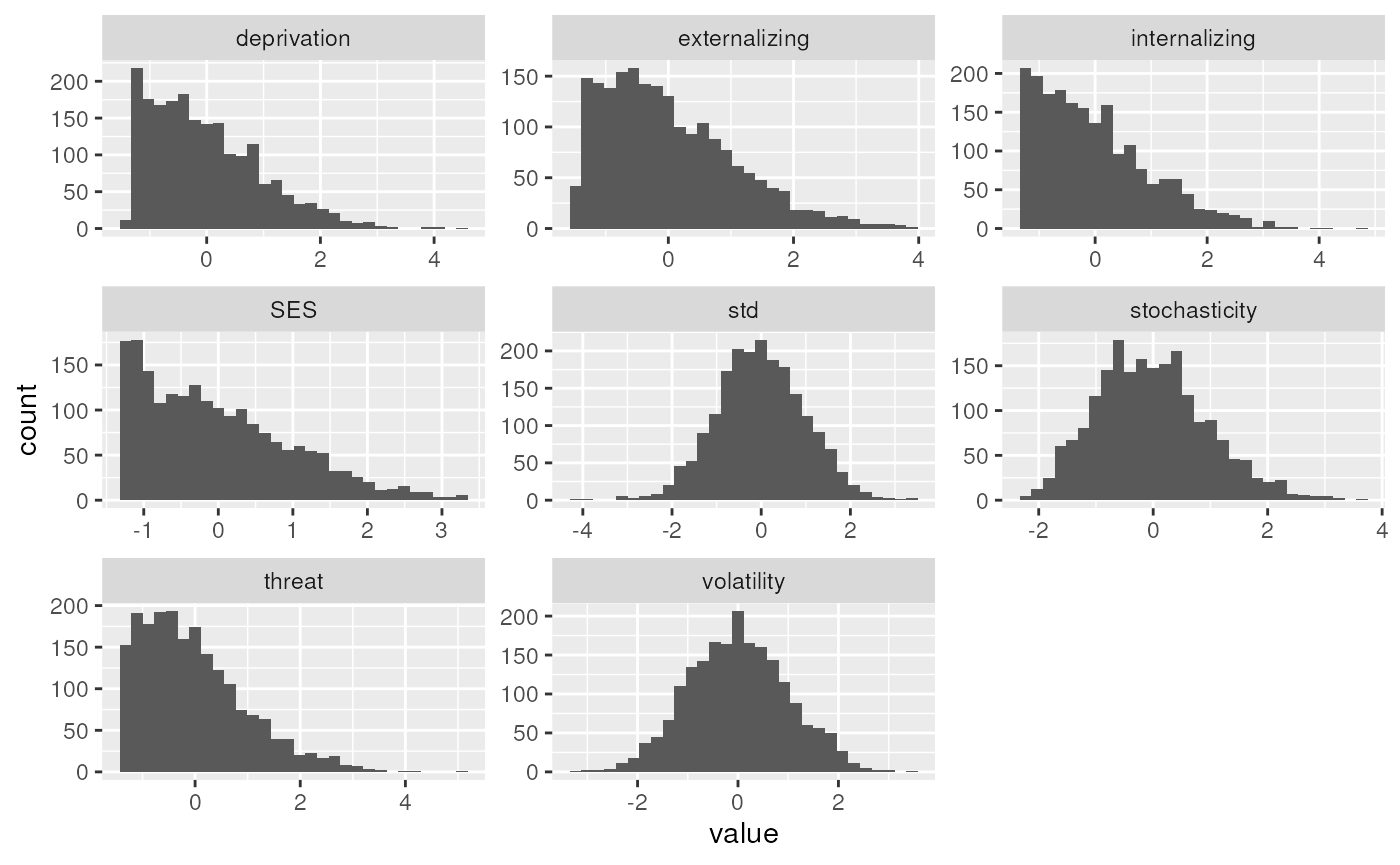 deprivation externalizing internalizing
200 150 200
150 150
100 100 100
50 50 50
0 0 0
0 2 4 0 2 4 0 2 4
SES std stochasticity
150 200 150
150
100 100 100
50 50 50
0 0 0
-1 0 1 2 3 -4 -2 0 2 -2 0 2 4
count
threat volatility
200 200
150 150
100 100
50 50
0 0
0 2 4 -2 0 2
value